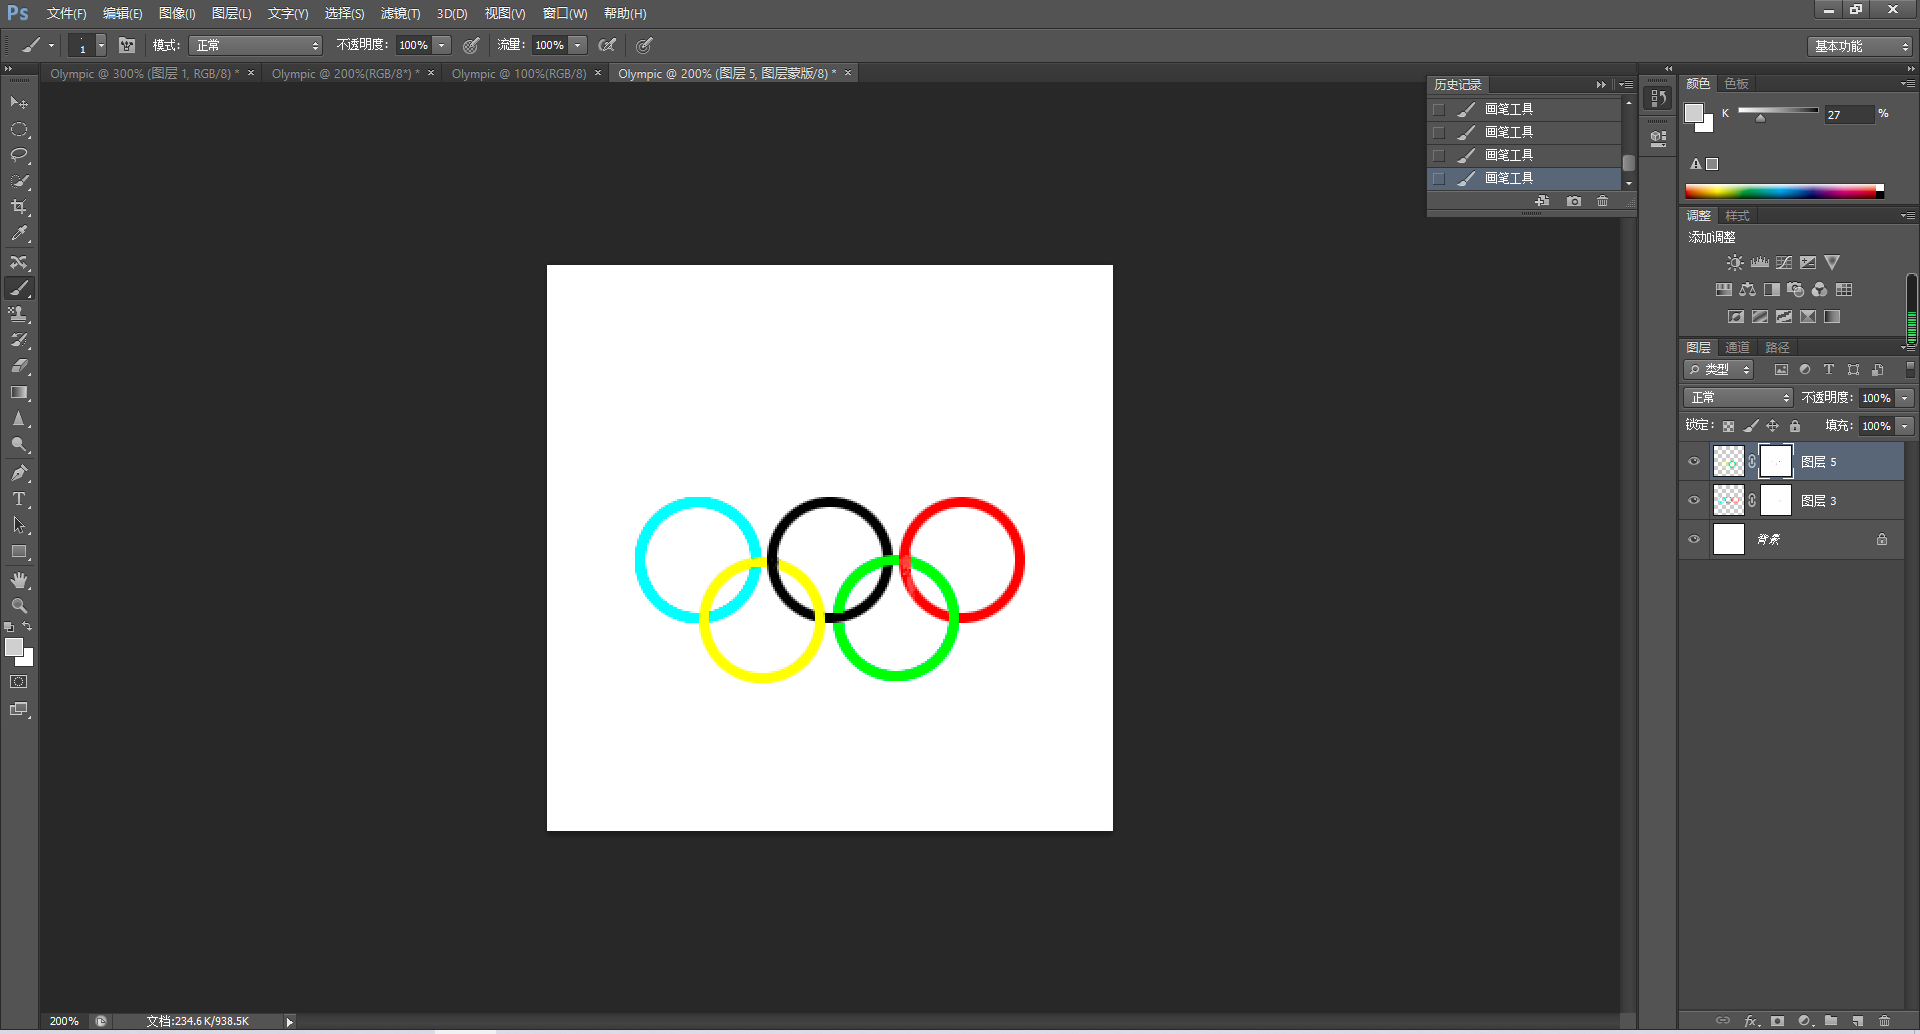 Ps 文件(F) 编辑(E) 图像(I) 图层(L) 文字(Y) 选择(S) 滤镜(T) 3D(D) 视图(V) 窗口(W) 帮助(H)
1 模式: 正常 不透明度: 100% 流量: 100% 基本功能
Olympic @ 300% (图层 1, RGB/8) * × Olympic @ 200%(RGB/8*) * × Olympic @ 100%(RGB/8) × Olympic @ 200% (图层 5, 图层蒙版/8) * ×
历史记录
画笔工具
画笔工具
画笔工具
画笔工具
颜色 色板
K 27 %
调整 样式
添加调整
图层 通道 路径
类型
正常 不透明度: 100%
锁定: 填充: 100%
图层 5
图层 3
背景
200% 文档:234.6K/938.5K